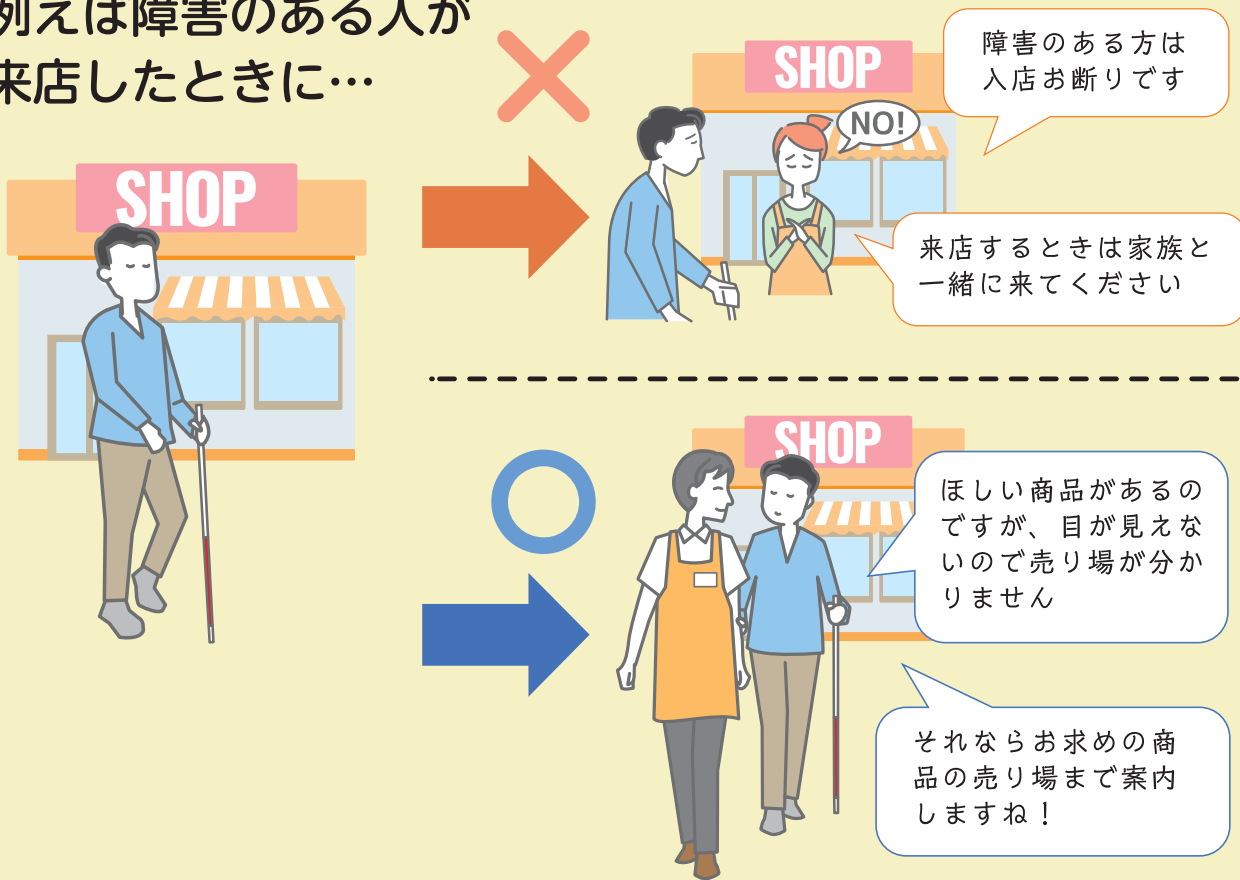 例えば障害のある人が
来店したときに…
SHOP
SHOP
NO!
障害のある方は
入店お断りです
来店するときは家族と
一緒に来てください
SHOP
ほしい商品があるの
ですが、目が見えな
いので売り場が分か
りません
それならお求めの商
品の売り場まで案内
しますね！